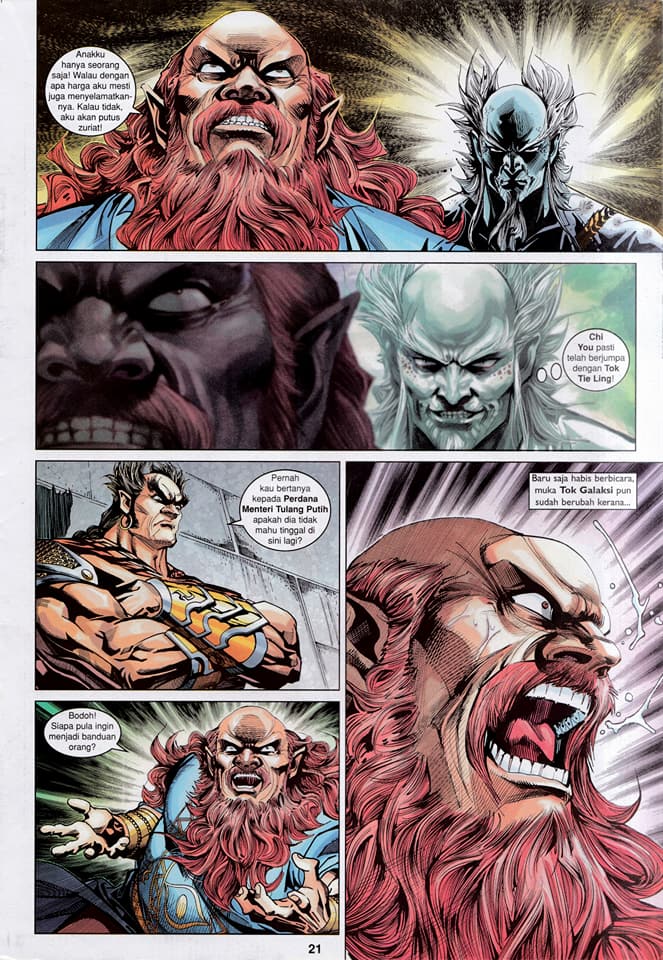 Anakku
hanya seorang
saja! Walau dengan
apa harga aku mesti
juga menyelamatkan-
nya. Kalau tidak,
aku akan putus
zuriat!
Chi
You pasti
telah berjumpa
dengan Tok
Tie Ling!
Pernah
kau bertanya
kepada Perdana
Menteri Tulang Putih
apakah dia tidak
mahu tinggal di
sini lagi?
Baru saja habis berbicara,
muka Tok Galaksi pun
sudah berubah kerana...
Bodoh!
Siapa pula ingin
menjadi banduan
orang?
21